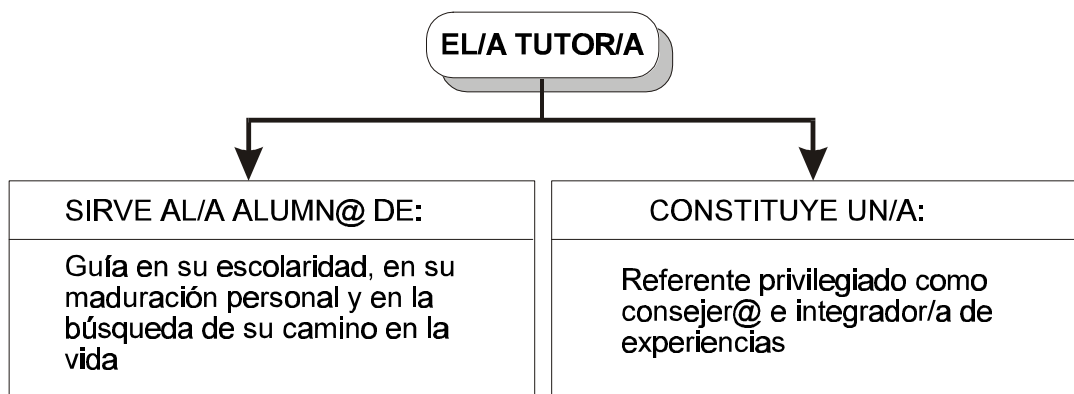 EL/A TUTOR/A
SIRVE AL/A ALUMN@ DE:
Guía en su escolaridad, en su
maduración personal y en la
búsqueda de su camino en la
vida
CONSTITUYE UN/A:
Referente privilegiado como
consejer@ e integrador/a de
experiencias